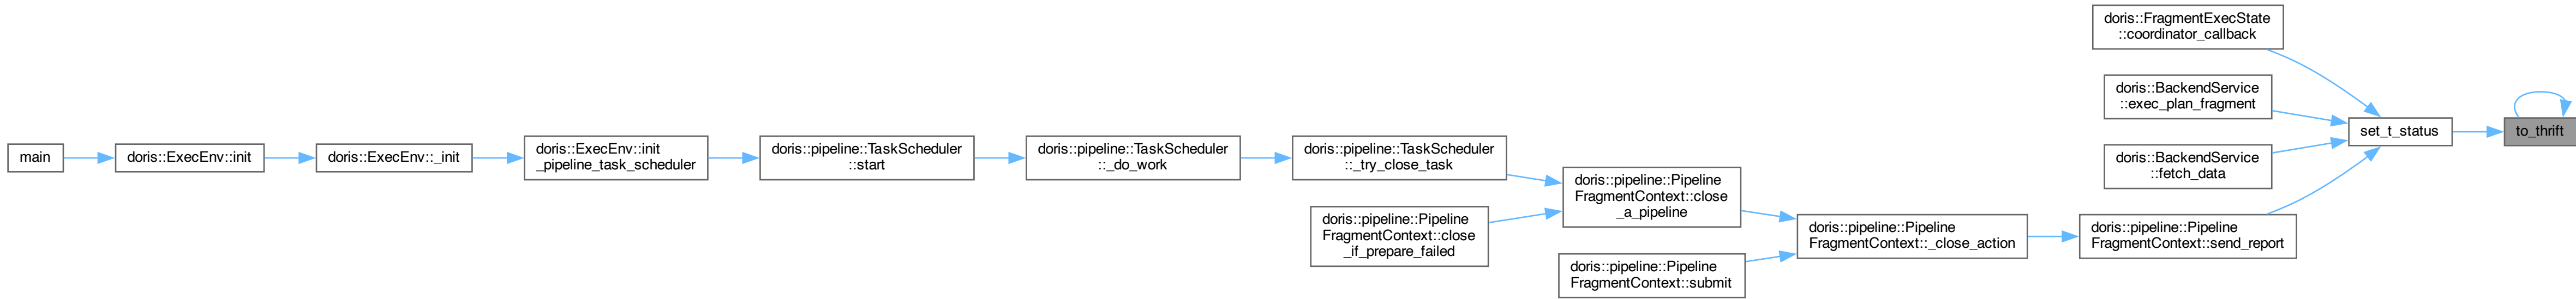 main
doris::ExecEnv::init
doris::ExecEnv::_init
doris::ExecEnv::init
_pipeline_task_scheduler
doris::pipeline::TaskScheduler
::start
doris::pipeline::TaskScheduler
::_do_work
doris::pipeline::TaskScheduler
::_try_close_task
doris::pipeline::Pipeline
FragmentContext::close
_if_prepare_failed
doris::pipeline::Pipeline
FragmentContext::close
_a_pipeline
doris::pipeline::Pipeline
FragmentContext::submit
doris::pipeline::Pipeline
FragmentContext::_close_action
doris::FragmentExecState
::coordinator_callback
doris::BackendService
::exec_plan_fragment
doris::BackendService
::fetch_data
doris::pipeline::Pipeline
FragmentContext::send_report
set_t_status
to_thrift